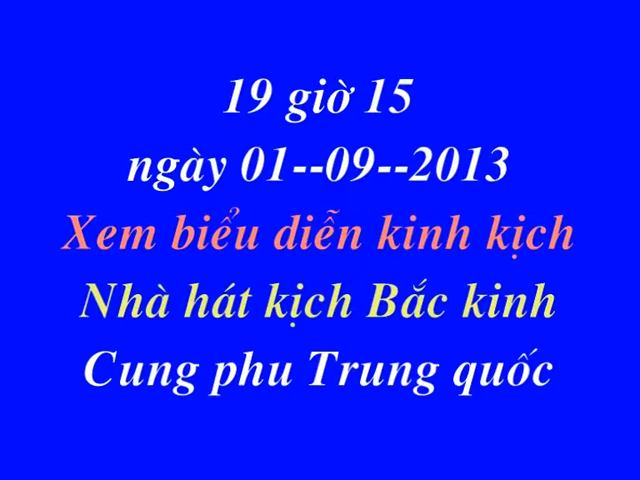 19 giờ 15
ngày 01--09--2013
Xem biểu diễn kinh kịch
Nhà hát kịch Bắc kinh
Cung phu Trung quốc